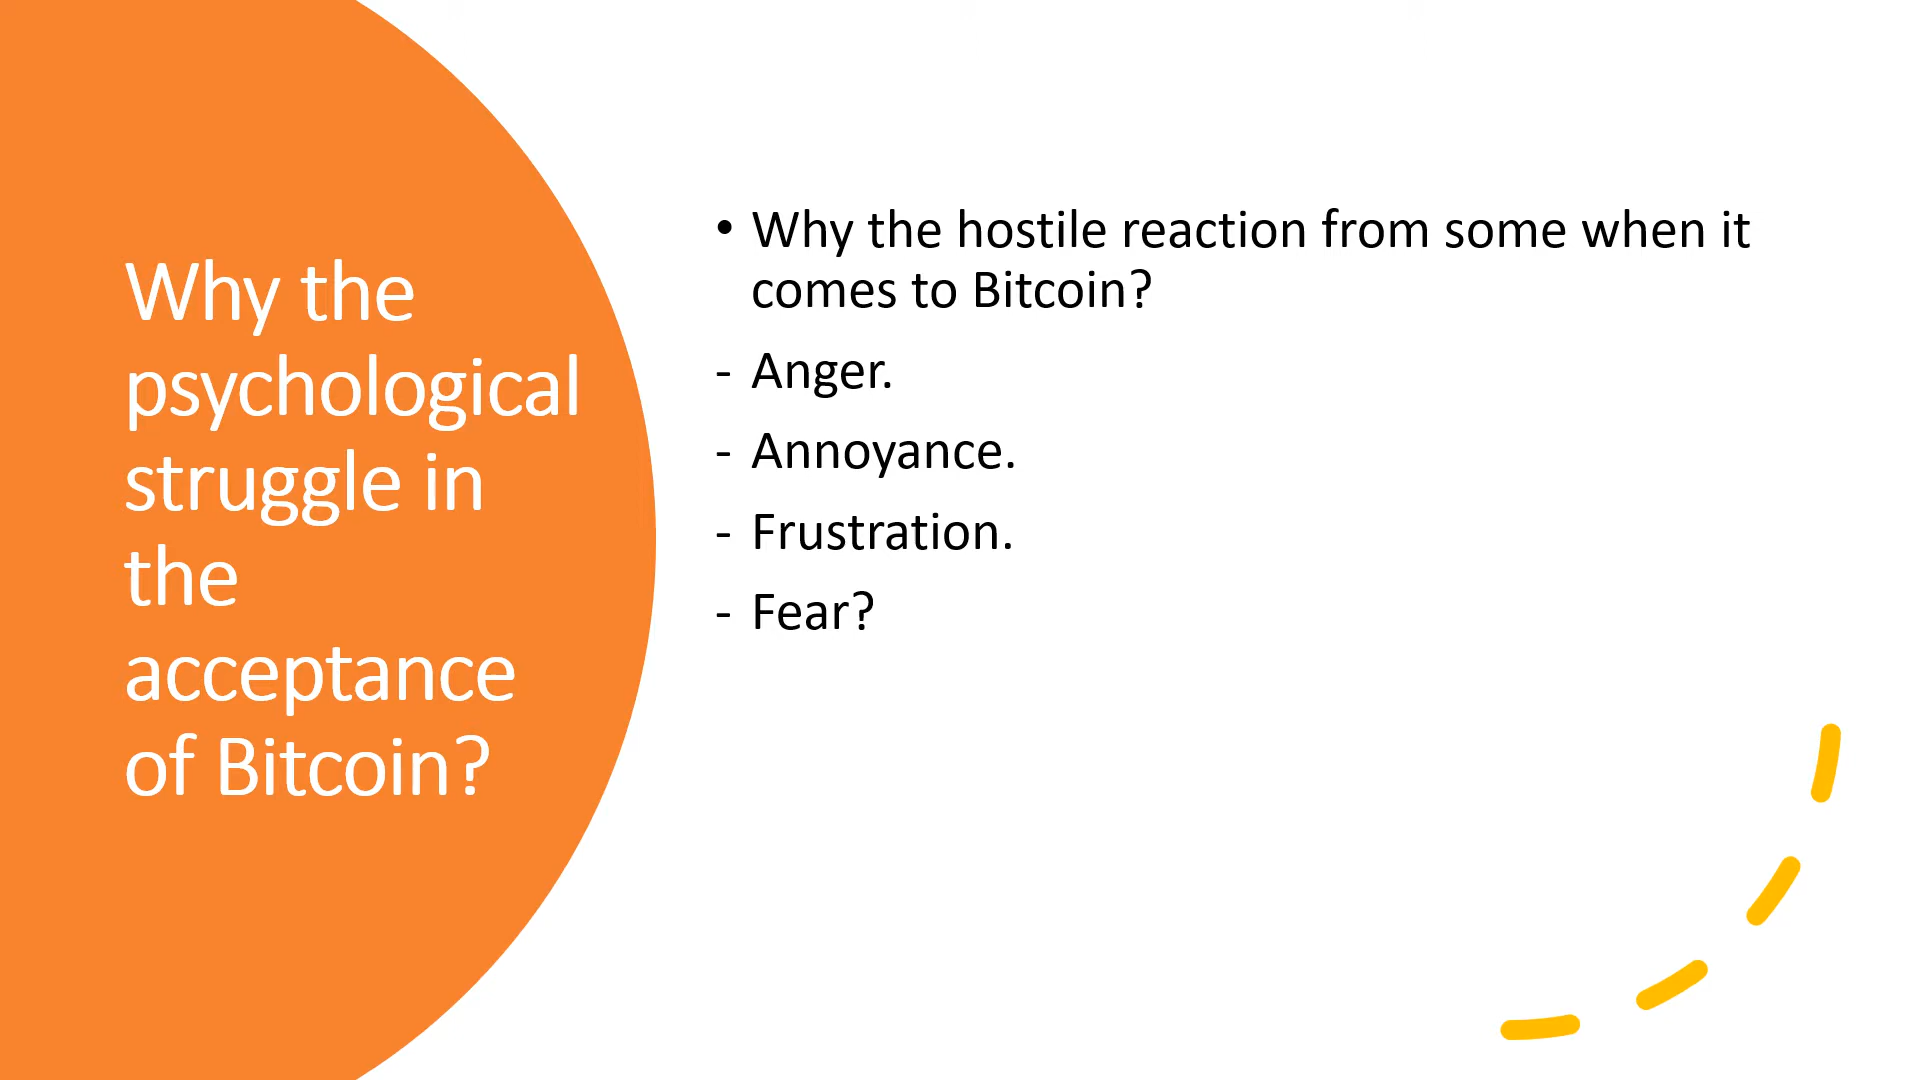 Why the
psychological
struggle in
the
acceptance
of Bitcoin?
• Why the hostile reaction from some when it
comes to Bitcoin?
- Anger.
- Annoyance.
- Frustration.
- Fear?